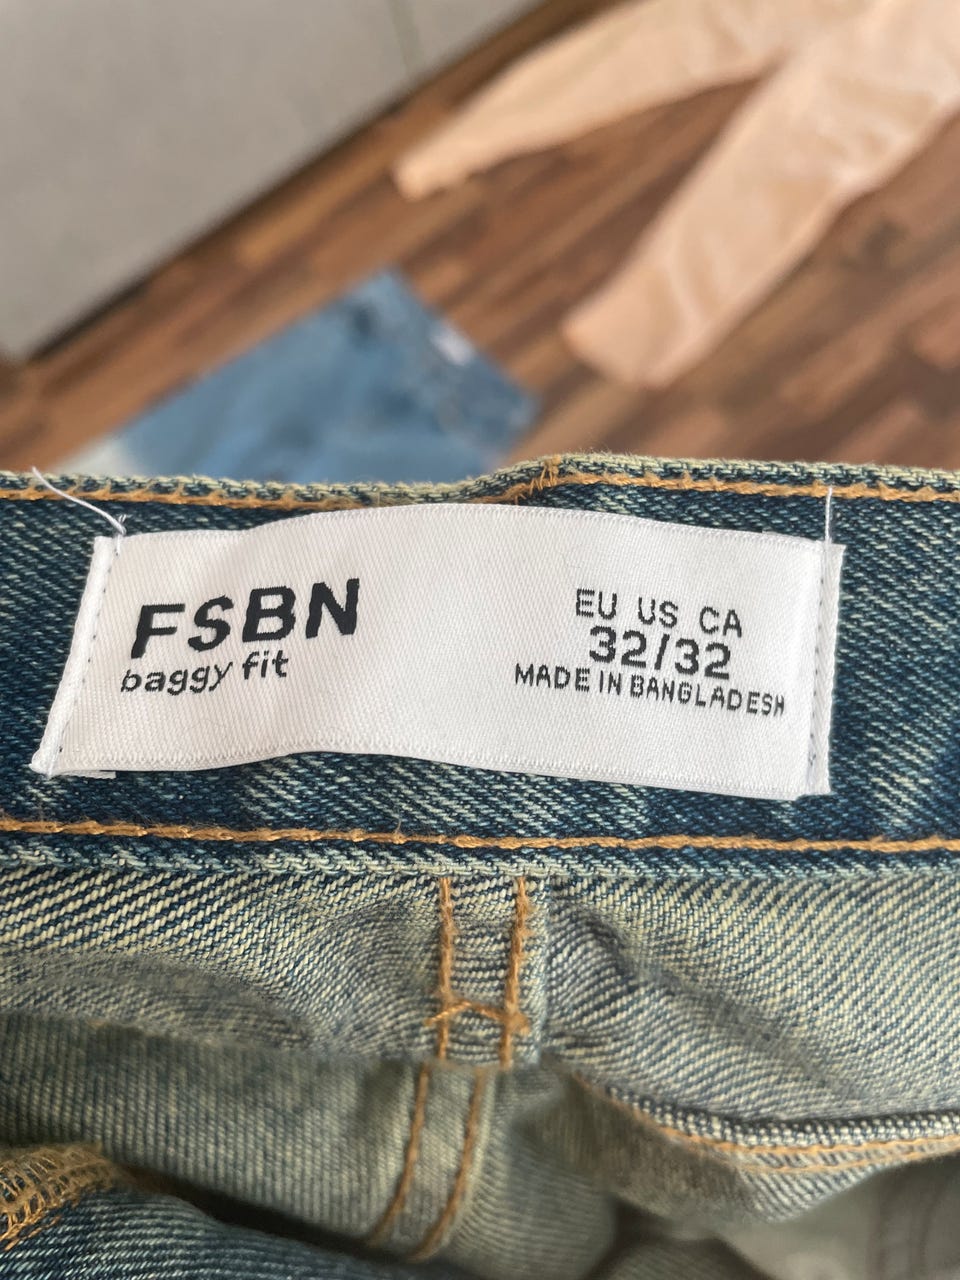 FSBN
baggy fit
EU US CA
32/32
MADE IN BANGLADESH